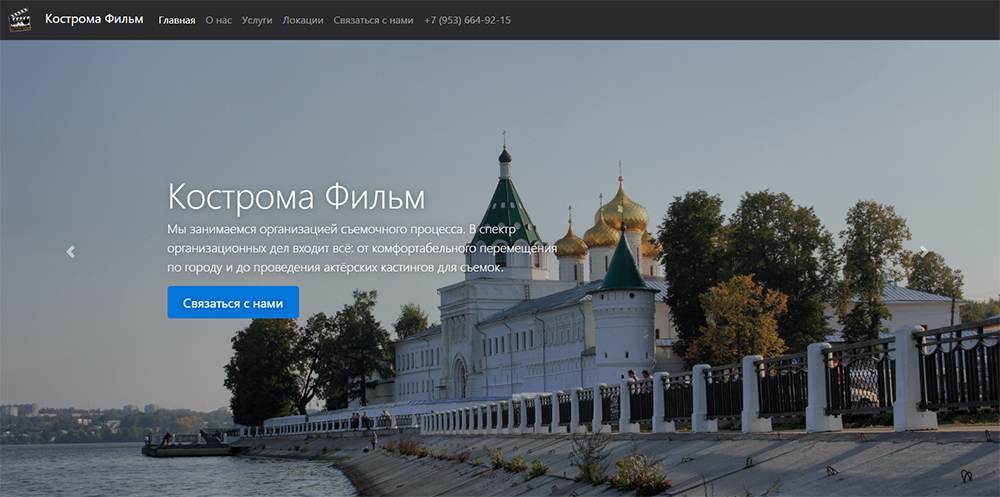 Кострома Фильм Главная О нас Услуги Локации Связаться с нами +7 (953) 664-92-15
Кострома Фильм
Мы занимаемся организацией съемочного процесса. В спектр
организационных дел входит всё: от комфортабельного перемещения
по городу и до проведения актёрских кастингов для съемок.
Связаться с нами